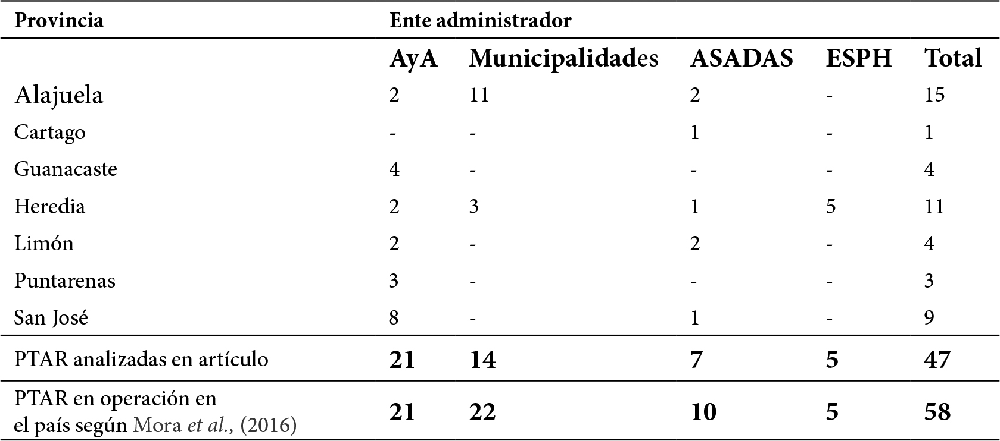 Provincia Ente administrador
AyA Municipalidades ASADAS ESPH Total
Alajuela 2 11 2 - 15
Cartago - - 1 - 1
Guanacaste 4 - - - 4
Heredia 2 3 1 5 11
Limón 2 - 2 - 4
Puntarenas 3 - - - 3
San José 8 - 1 - 9
PTAR analizadas en artículo 21 14 7 5 47
PTAR en operación en
el país según Mora et al., (2016) 21 22 10 5 58